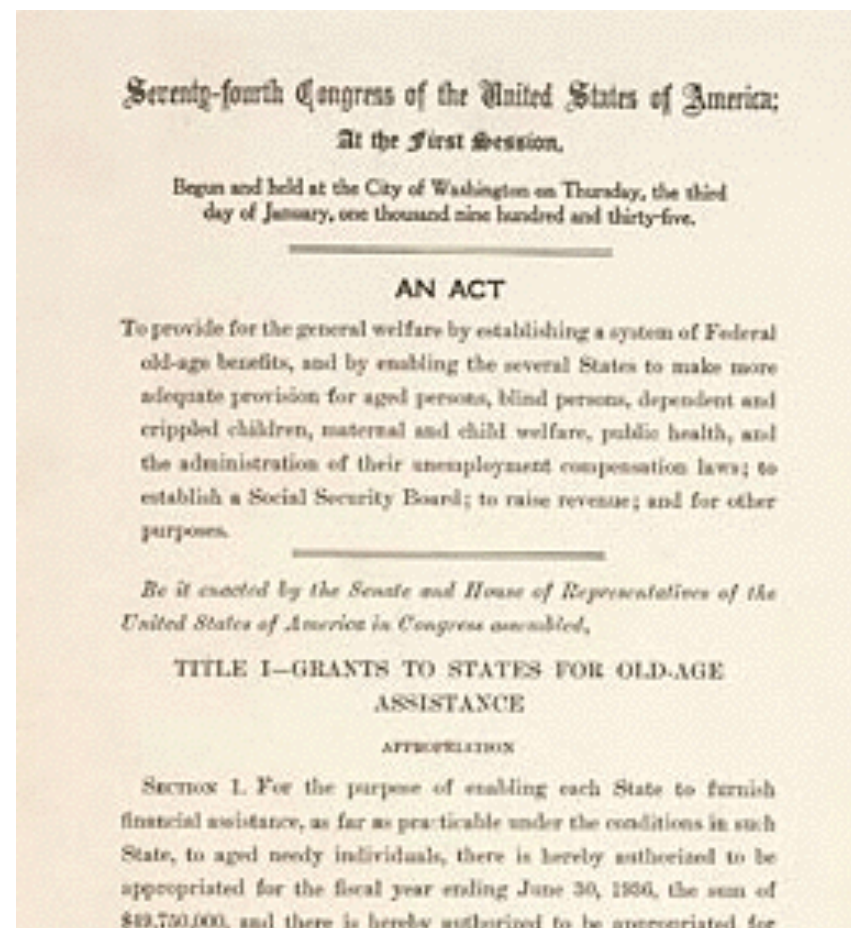 Seventy-fourth Congress of the United States of America;
At the First Session,
Begun and held at the City of Washington on Thursday, the third
day of January, one thousand nine hundred and thirty-five.
AN ACT
To provide for the general welfare by establishing a system of Federal
old-age benefits, and by enabling the several States to make more
adequate provision for aged persons, blind persons, dependent and
crippled children, maternal and child welfare, public health, and
the administration of their unemployment compensation laws; to
establish a Social Security Board; to raise revenue; and for other
purposes.
Be it enacted by the Senate and House of Representatives of the
United States of America in Congress assembled,
TITLE I—GRANTS TO STATES FOR OLD-AGE
ASSISTANCE
APPROPRIATION
SECTION 1. For the purpose of enabling each State to furnish
financial assistance, as far as practicable under the conditions in such
State, to aged needy individuals, there is hereby authorized to be
appropriated for the fiscal year ending June 30, 1936, the sum of
$49,750,000, and there is hereby authorized to be appropriated for